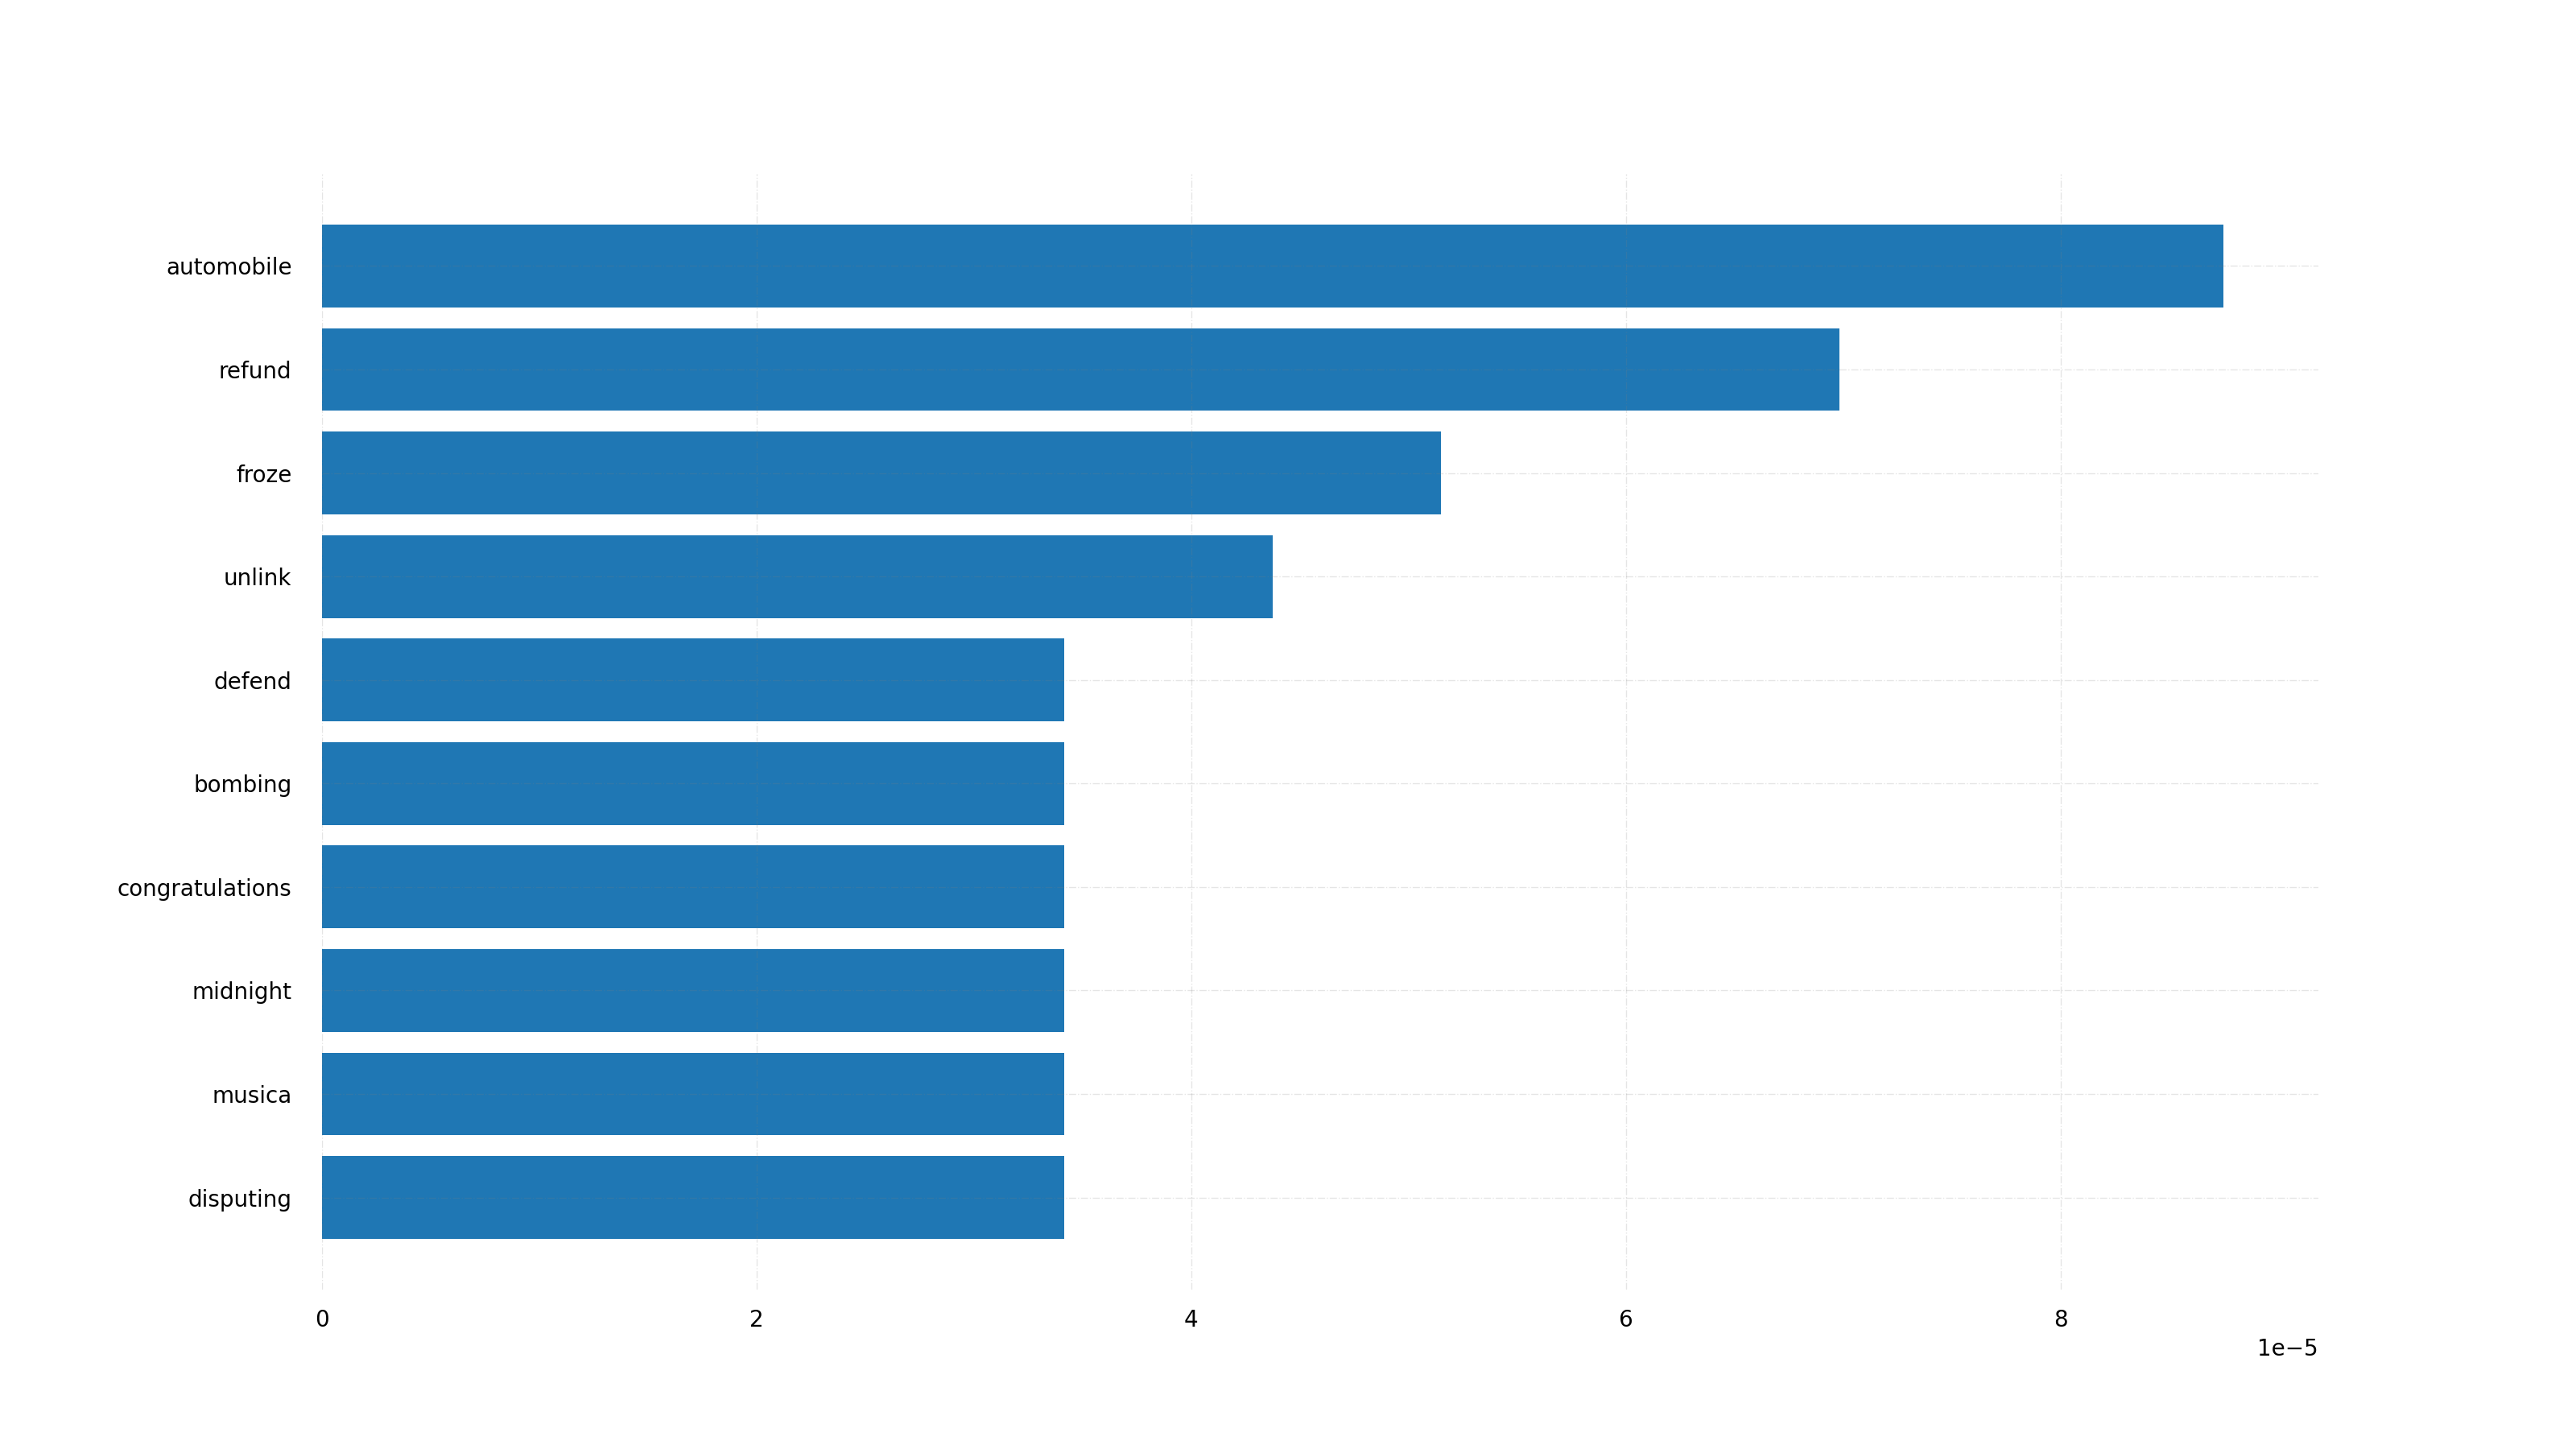 automobile
refund
froze
unlink
defend
bombing
congratulations
midnight
musica
disputing
0 2 4 6 8
1e−5